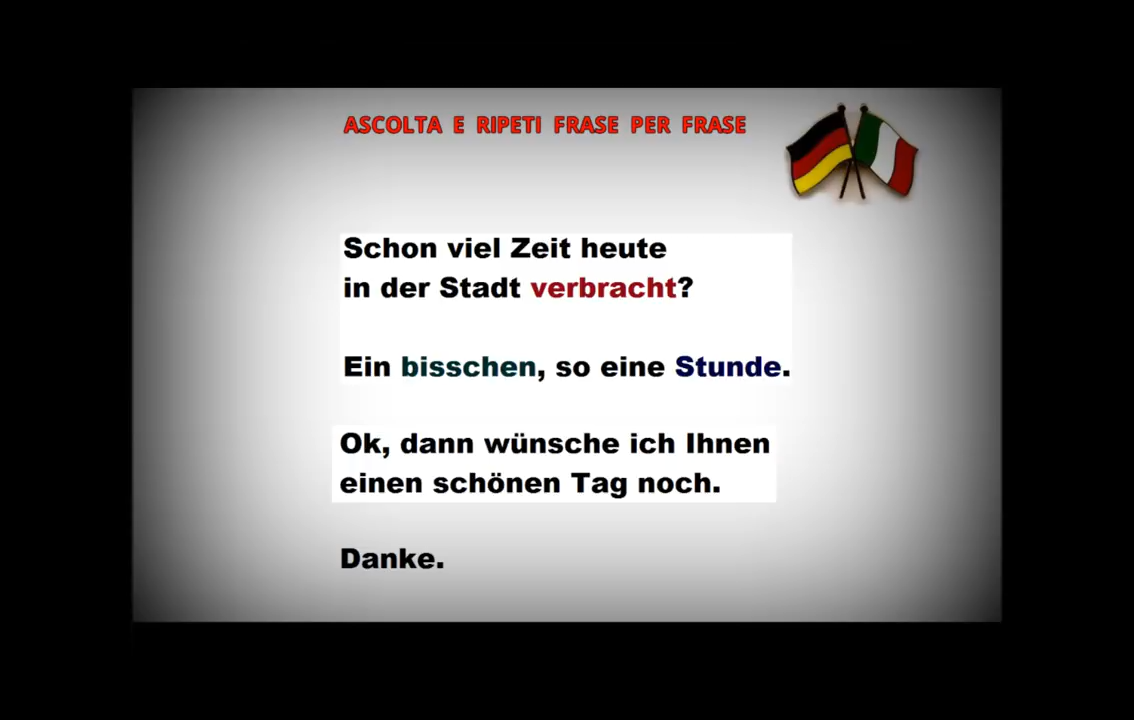 ASCOLTA E RIPETI FRASE PER FRASE
Schon viel Zeit heute
in der Stadt verbracht?
Ein bisschen, so eine Stunde.
Ok, dann wünsche ich Ihnen
einen schönen Tag noch.
Danke.